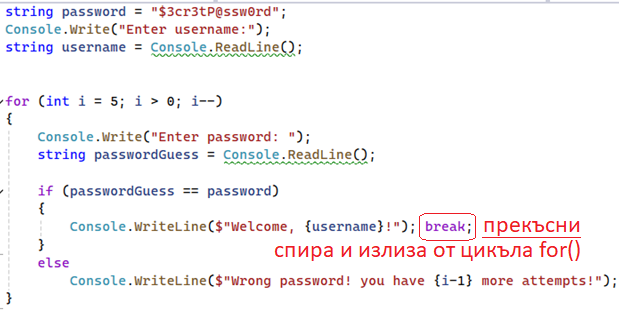 string password = "$3cr3tP@ssw0rd";
Console.Write("Enter username:");
string username = Console.ReadLine();
for (int i = 5; i > 0; i--)
{
Console.Write("Enter password: ");
string passwordGuess = Console.ReadLine();
if (passwordGuess == password)
{
Console.WriteLine($"Welcome, {username}!"); break; прекъсни
} спира и излиза от цикъла for()
else
Console.WriteLine($"Wrong password! you have {i-1} more attempts!");
}